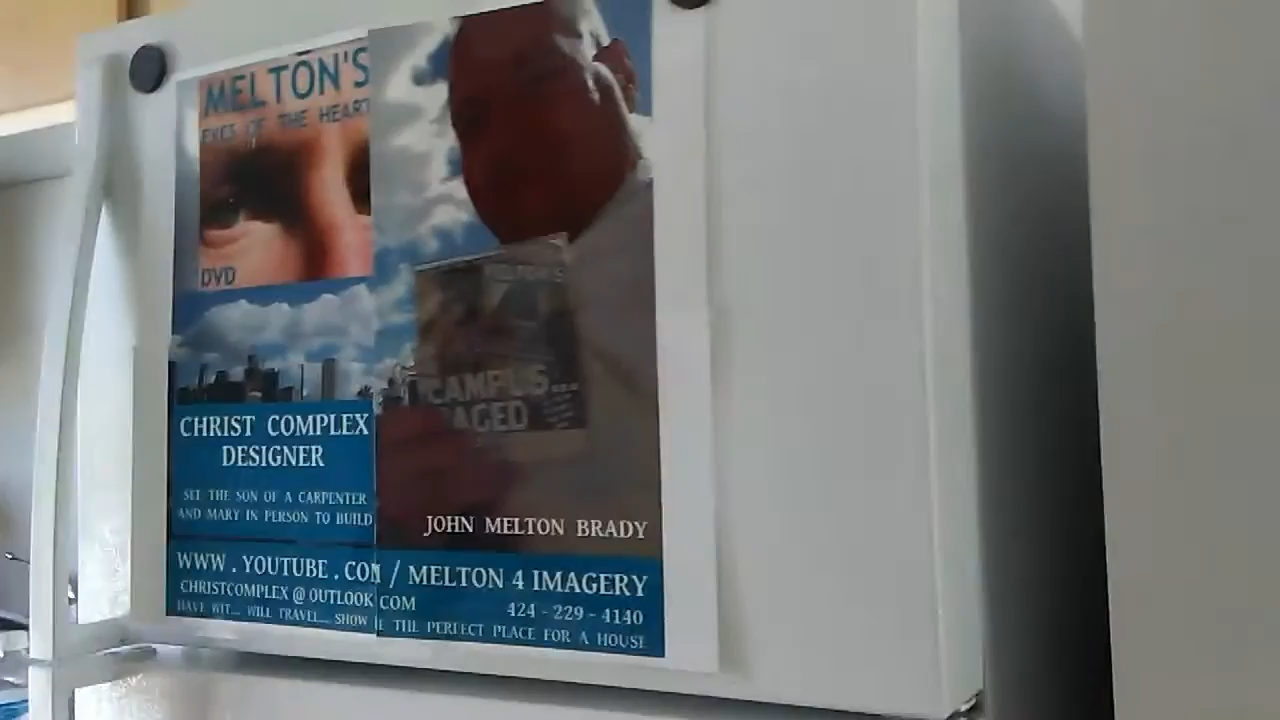 MELTON'S
EYES OF THE HEART
DVD
CAMPUS...
CHRIST COMPLEX
DESIGNER
SET THE SON OF A CARPENTER
AND MARY IN PERSON TO BUILD
JOHN MELTON BRADY
WWW . YOUTUBE . COM / MELTON 4 IMAGERY
CHRISTCOMPLEX @ OUTLOOK.COM
424 - 229 - 4140
HAVE WIT... WILL TRAVEL... SHOW ME THE PERFECT PLACE FOR A HOUSE